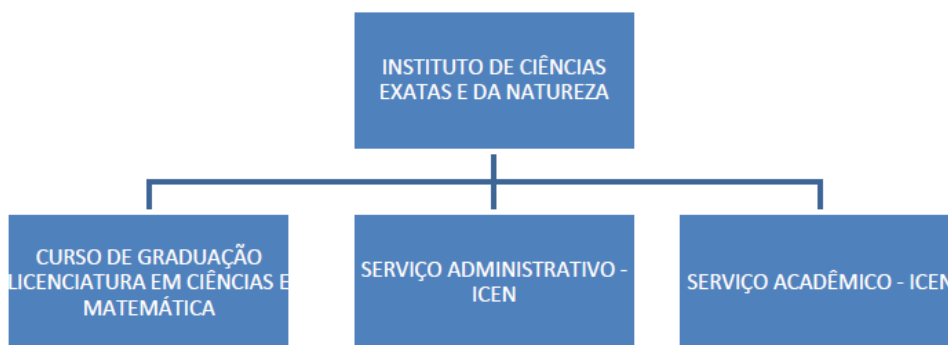 INSTITUTO DE CIÊNCIAS
EXATAS E DA NATUREZA
CURSO DE GRADUAÇÃO
LICENCIATURA EM CIÊNCIAS E
MATEMÁTICA
SERVIÇO ADMINISTRATIVO -
ICEN
SERVIÇO ACADÊMICO - ICEN